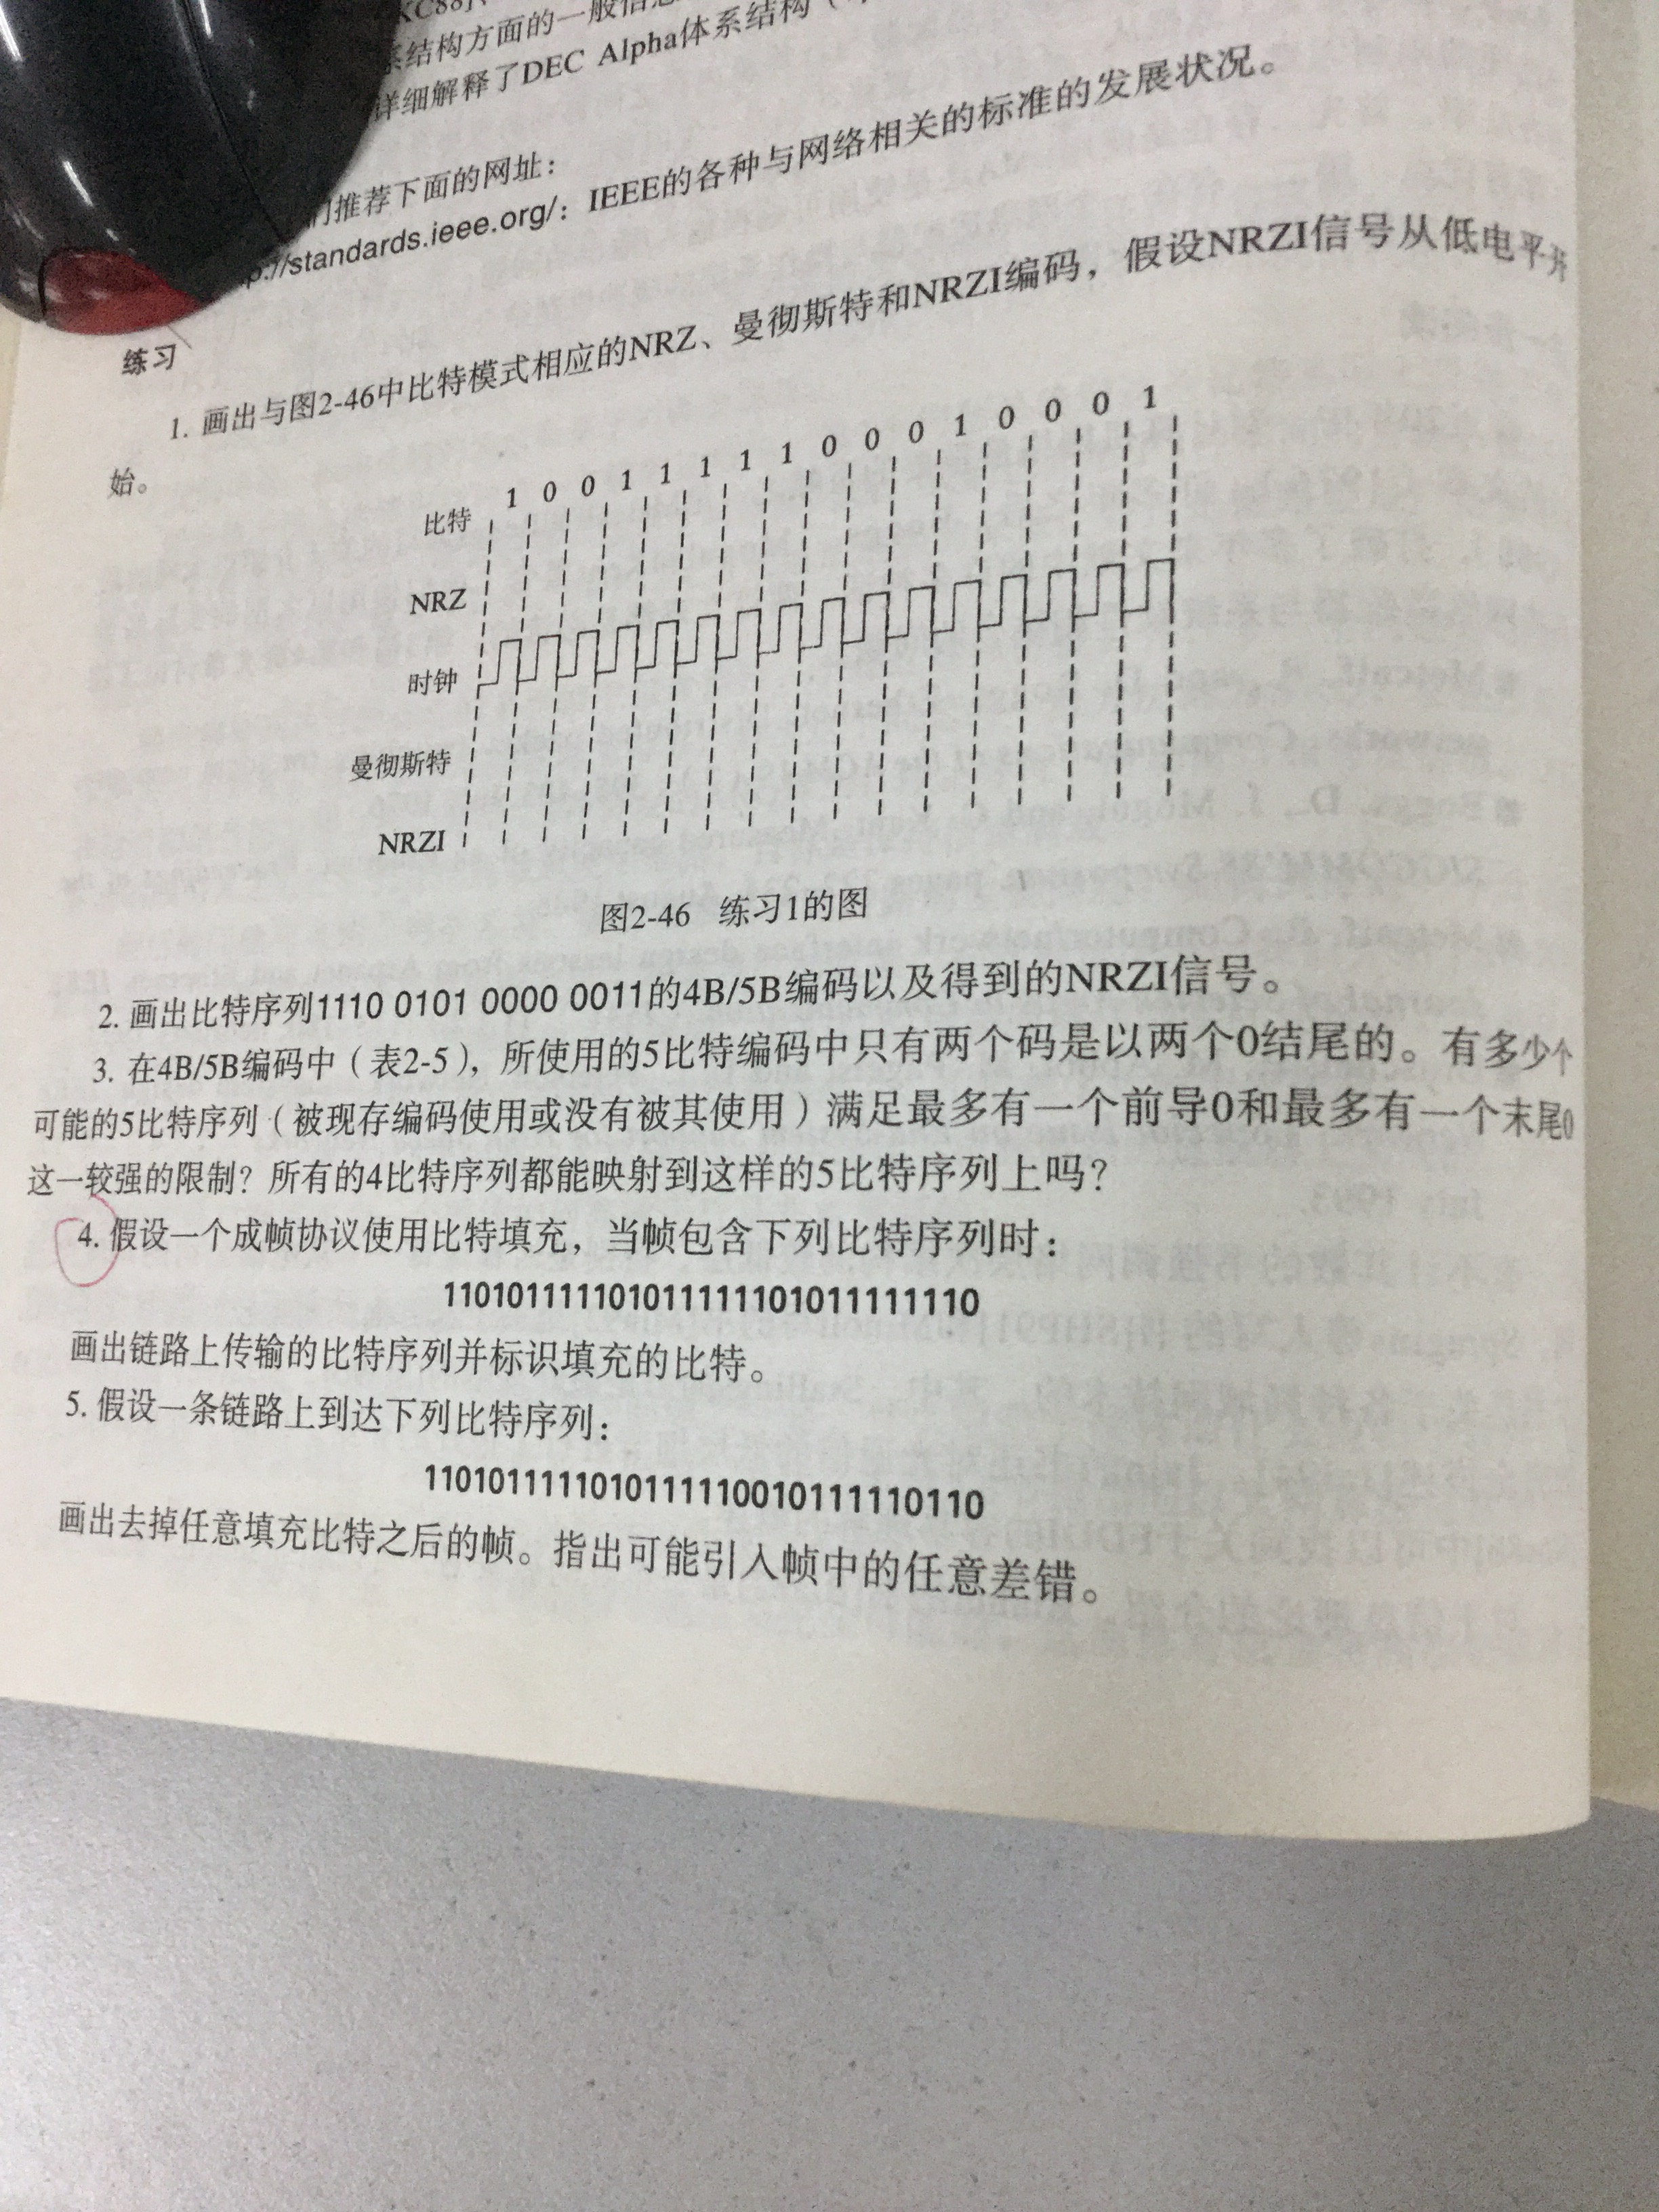 系结构方面的一般信息
详细解释了DEC Alpha体系结构
们推荐下面的网址：
p://standards.ieee.org/：IEEE的各种与网络相关的标准的发展状况。
练习
1. 画出与图2-46中比特模式相应的NRZ、曼彻斯特和NRZI编码，假设NRZI信号从低电平开
始。
比特 1 0 0 1 1 1 1 1 0 0 0 1 0 0 0 1
NRZ
时钟
曼彻斯特
NRZI
图2-46 练习1的图
2. 画出比特序列1110 0101 0000 0011的4B/5B编码以及得到的NRZI信号。
3. 在4B/5B编码中（表2-5），所使用的5比特编码中只有两个码是以两个0结尾的。有多少个
可能的5比特序列（被现存编码使用或没有被其使用）满足最多有一个前导0和最多有一个末尾0
这一较强的限制？所有的4比特序列都能映射到这样的5比特序列上吗？
4. 假设一个成帧协议使用比特填充，当帧包含下列比特序列时：
110101111101011111101011111110
画出链路上传输的比特序列并标识填充的比特。
5. 假设一条链路上到达下列比特序列：
1101011111010111110010111110110
画出去掉任意填充比特之后的帧。指出可能引入帧中的任意差错。